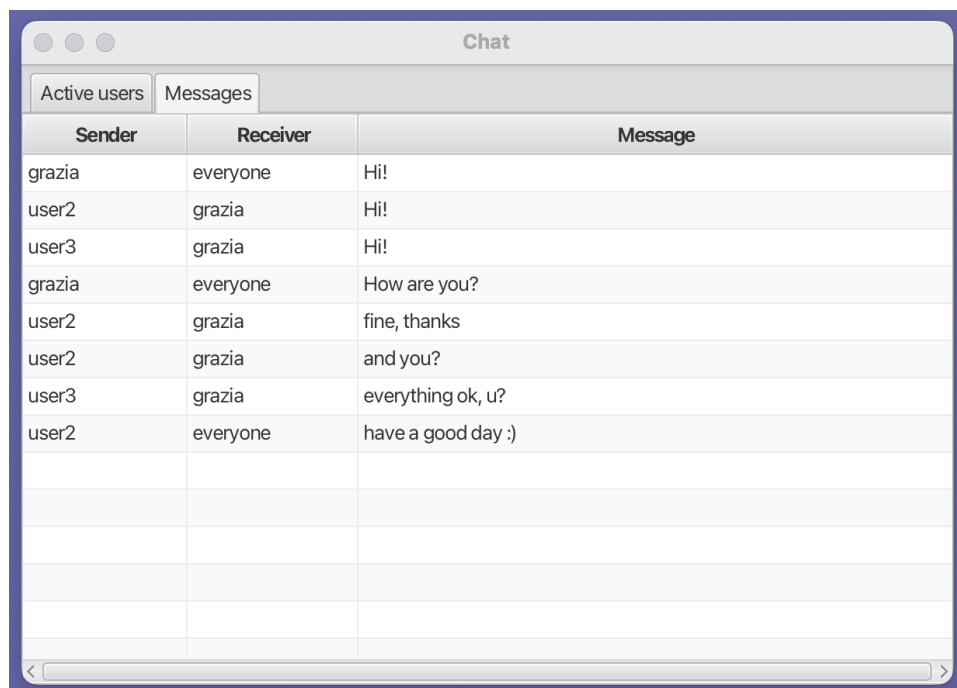 Chat
Active users Messages
Sender Receiver Message
grazia everyone Hi!
user2 grazia Hi!
user3 grazia Hi!
grazia everyone How are you?
user2 grazia fine, thanks
user2 grazia and you?
user3 grazia everything ok, u?
user2 everyone have a good day :)